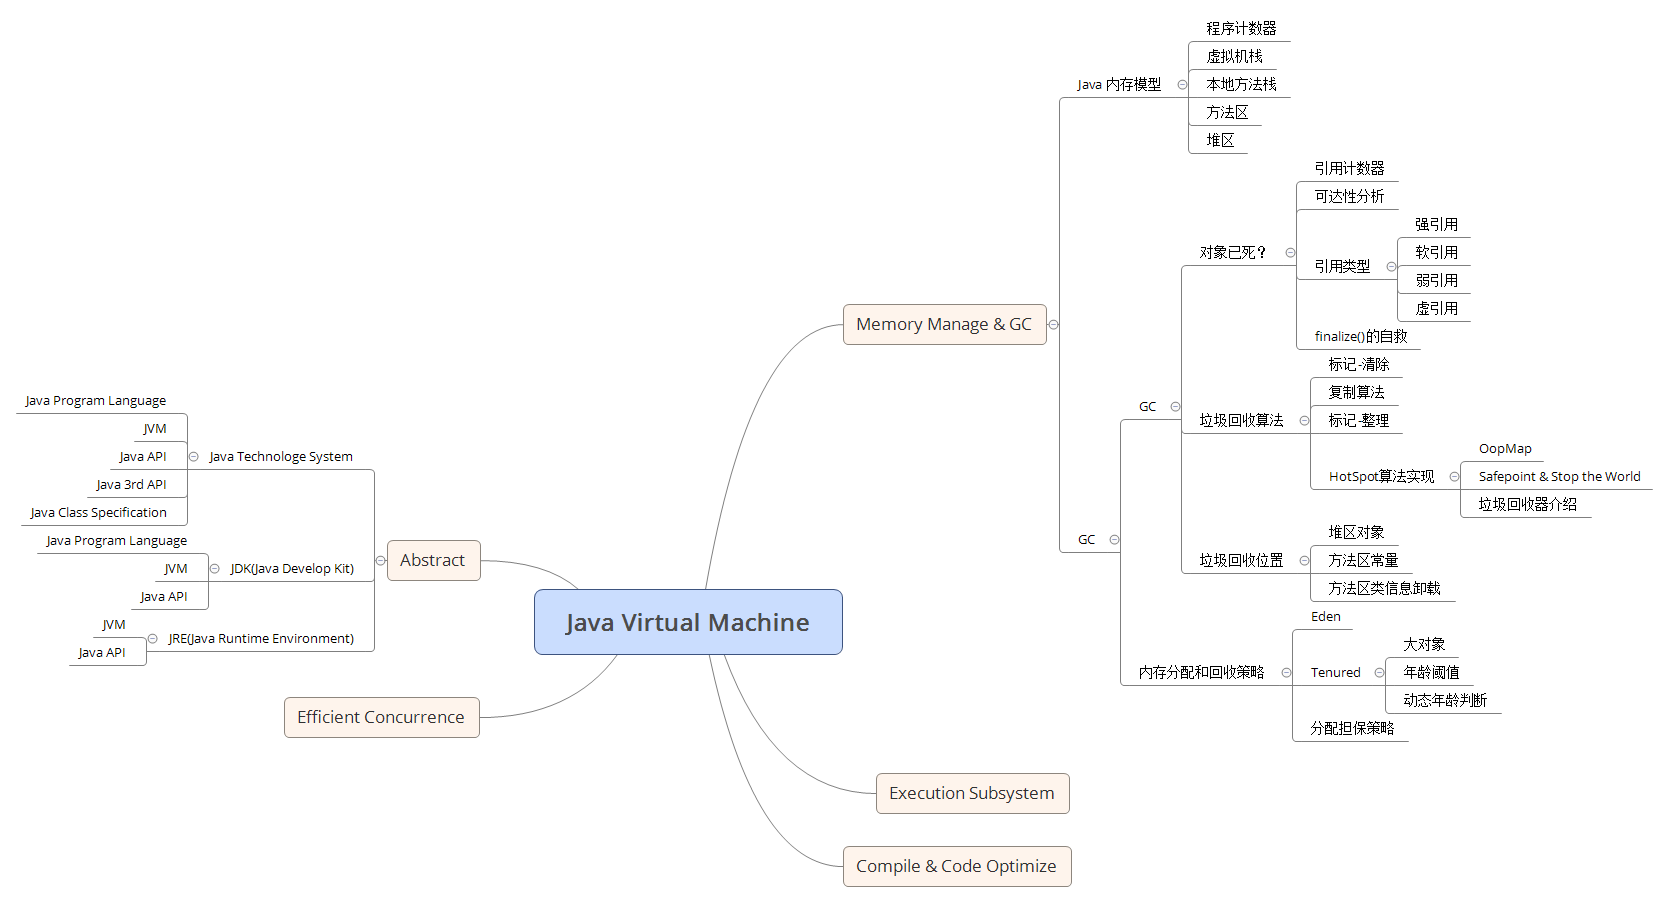 Java Virtual Machine
Memory Manage & GC
Java 内存模型
程序计数器
虚拟机栈
本地方法栈
方法区
堆区
GC
GC
对象已死？
引用计数器
可达性分析
引用类型
强引用
软引用
弱引用
虚引用
finalize()的自救
垃圾回收算法
标记-清除
复制算法
标记-整理
HotSpot算法实现
OopMap
Safepoint & Stop the World
垃圾回收器介绍
垃圾回收位置
堆区对象
方法区常量
方法区类信息卸载
内存分配和回收策略
Eden
Tenured
大对象
年龄阈值
动态年龄判断
分配担保策略
Execution Subsystem
Compile & Code Optimize
Abstract
Java Technologe System
Java Program Language
JVM
Java API
Java 3rd API
Java Class Specification
JDK(Java Develop Kit)
Java Program Language
JVM
Java API
JRE(Java Runtime Environment)
JVM
Java API
Efficient Concurrence